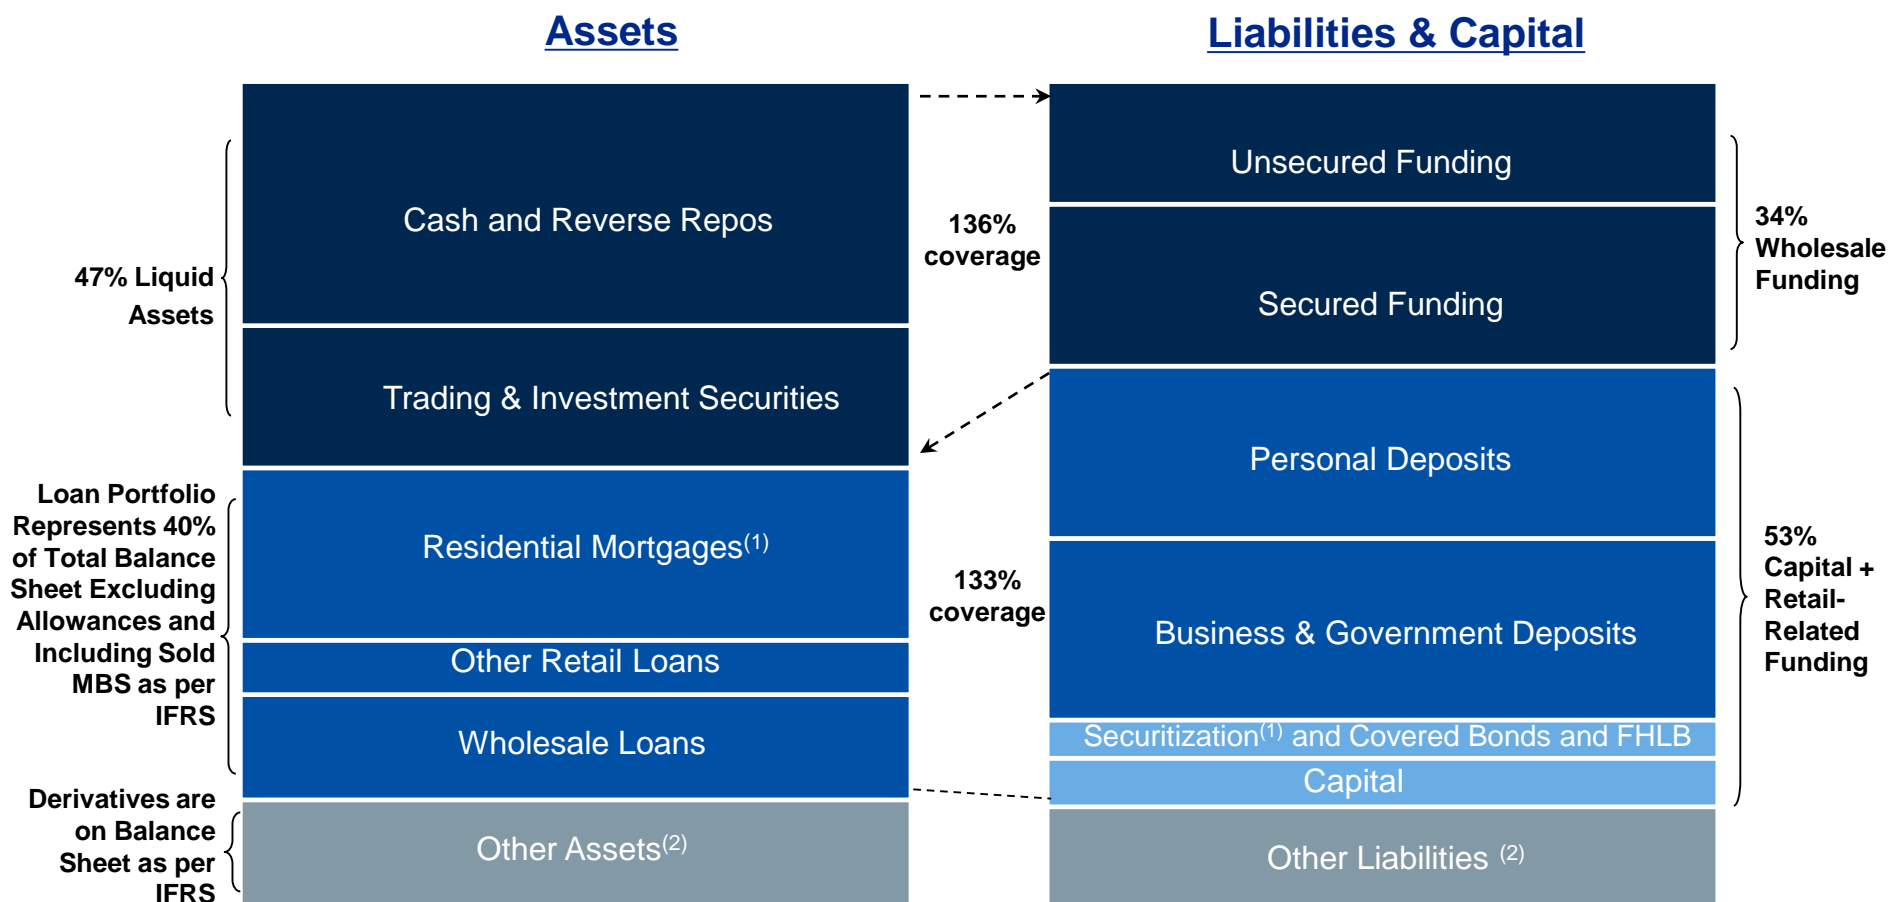 Assets
Liabilities & Capital
47% Liquid
Assets
Loan Portfolio
Represents 40%
of Total Balance
Sheet Excluding
Allowances and
Including Sold
MBS as per
IFRS
Derivatives are
on Balance
Sheet as per
IFRS
Cash and Reverse Repos
Trading & Investment Securities
Residential Mortgages(1)
Other Retail Loans
Wholesale Loans
Other Assets(2)
136%
coverage
133%
coverage
Unsecured Funding
Secured Funding
Personal Deposits
Business & Government Deposits
Securitization(1) and Covered Bonds and FHLB
Capital
Other Liabilities (2)
34%
Wholesale
Funding
53%
Capital +
Retail-
Related
Funding